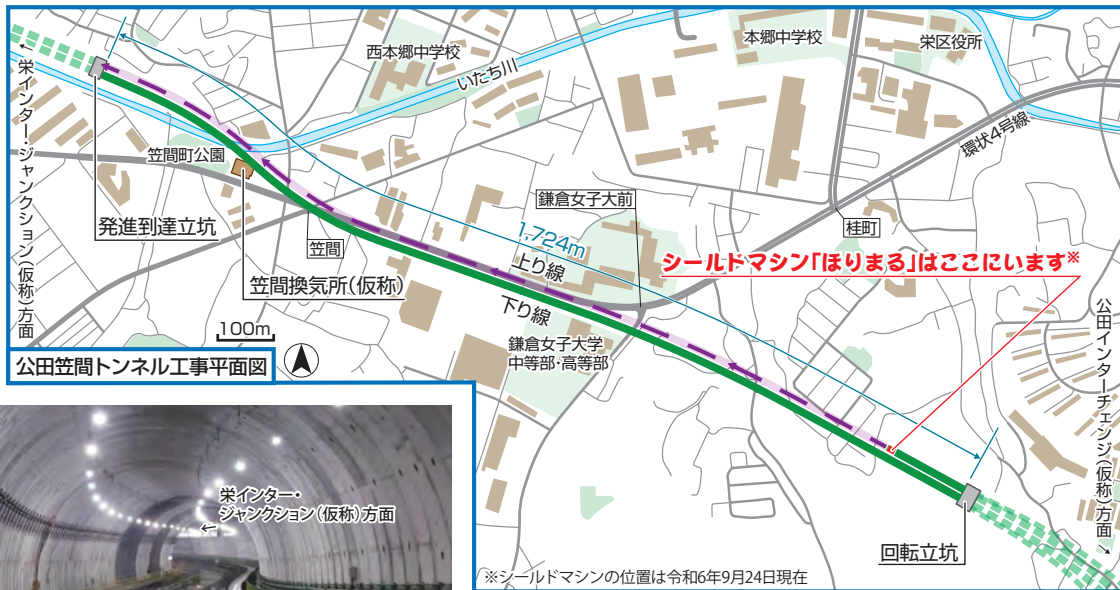 西本郷中学校
本郷中学校
栄区役所
いたち川
環状4号線
←栄インター・ジャンクション(仮称)方面
笠間町公園
発進到達立坑
笠間換気所(仮称)
笠間
鎌倉女子大前
桂町
1,724m
上り線
下り線
シールドマシン「ほりまる」はここにいます※
100m
公田笠間トンネル工事平面図
鎌倉女子大学
中等部・高等部
公田インターチェンジ(仮称)方面→
栄インター・
ジャンクション(仮称)方面
←
回転立坑
※シールドマシンの位置は令和6年9月24日現在